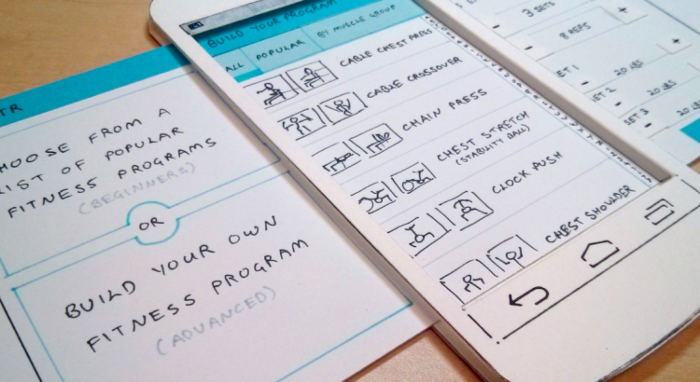 TR
HOOSE FROM A
LIST OF POPULAR
FITNESS PROGRAMS
(BEGINNERS)
OR
BUILD YOUR OWN
FITNESS PROGRAM
(ADVANCED)
BUILD YOUR PROGRAM
ALL POPULAR BY MUSCLE GROUP
CABLE CHEST PRESS
CABLE CROSSOVER
CHAIN PRESS
CHEST STRETCH
(STABILITY BALL)
CLOCK PUSH
CHEST SHOULDER
- 3 SETS
- 8 REPS +
SET 1 - 20 LBS
SET 2 - 20 LBS
SET 3 - 20 LBS